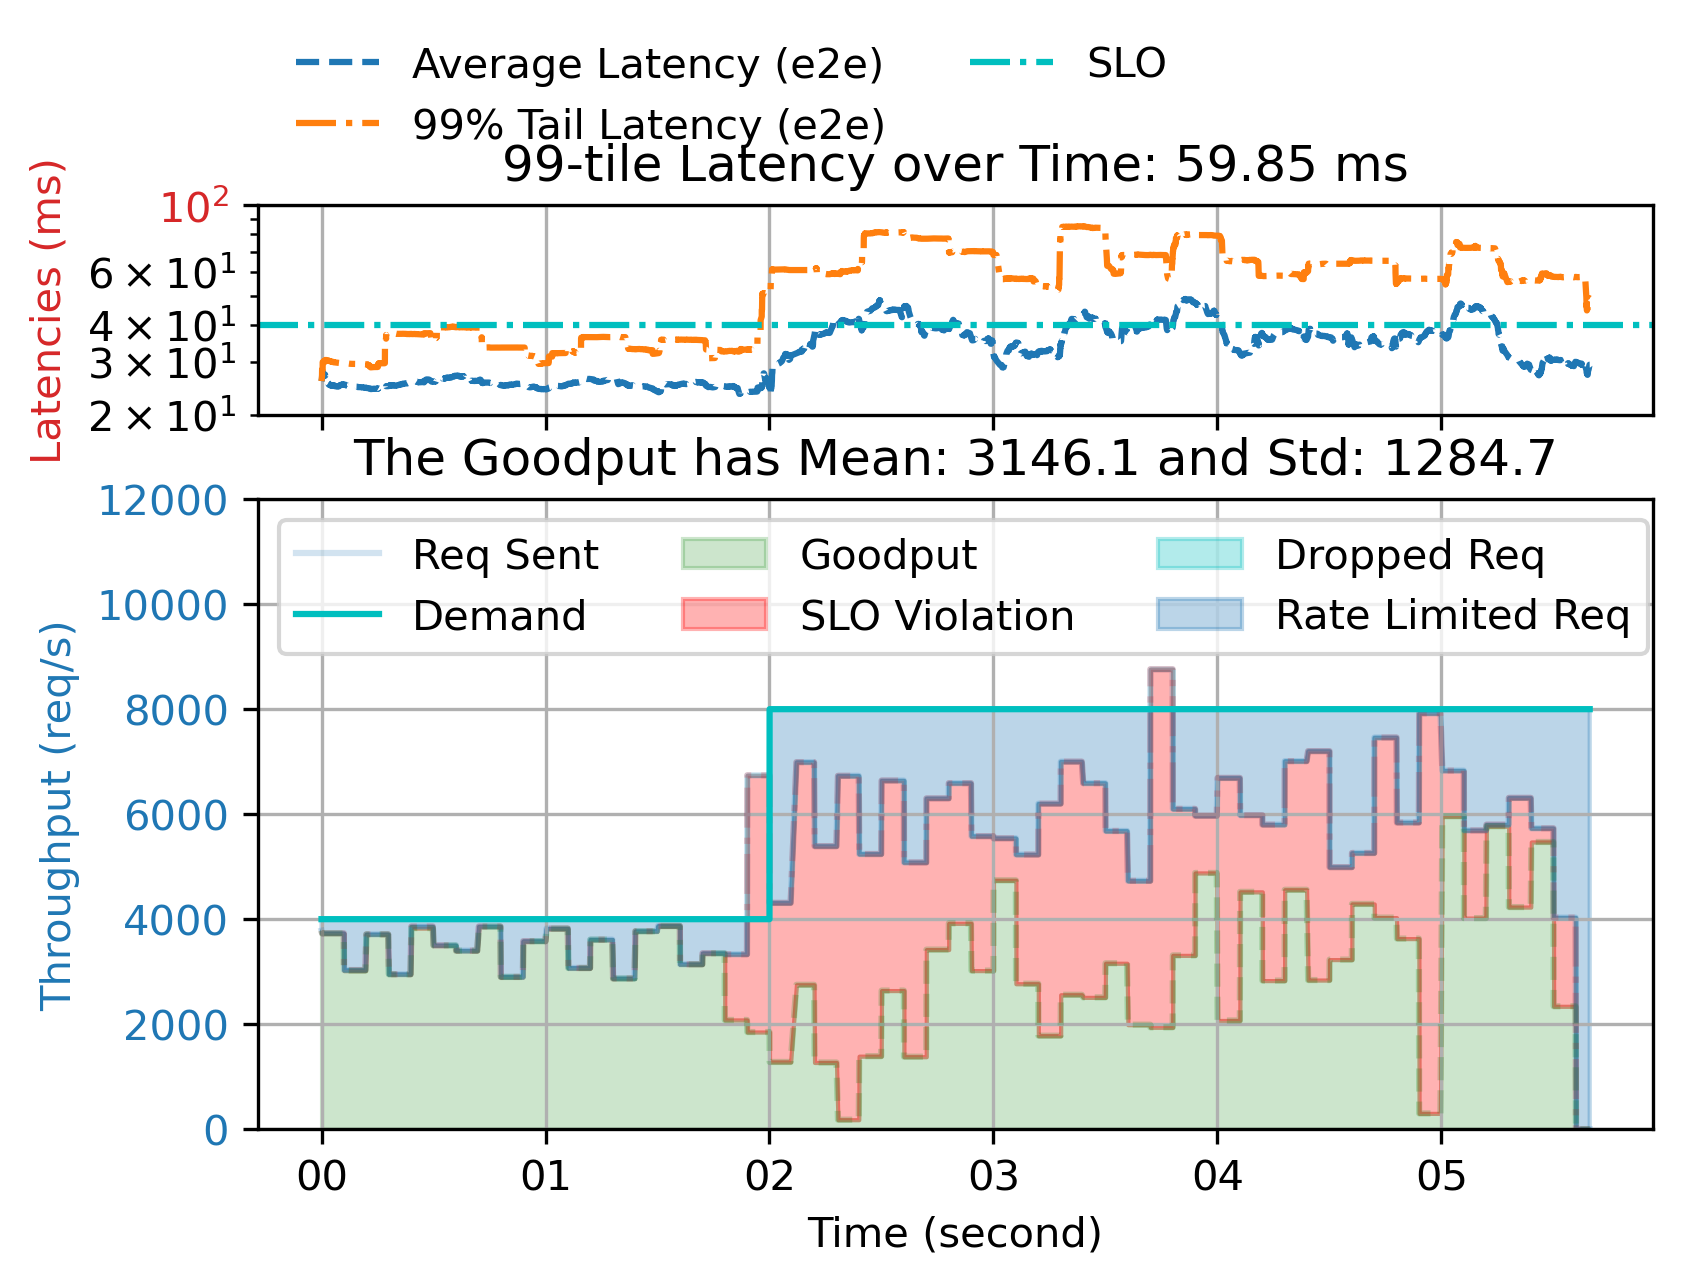 Average Latency (e2e)
SLO
99% Tail Latency (e2e)
99-tile Latency over Time: 59.85 ms
Latencies (ms)
10²
6 × 10¹
4 × 10¹
3 × 10¹
2 × 10¹
The Goodput has Mean: 3146.1 and Std: 1284.7
Throughput (req/s)
12000
10000
8000
6000
4000
2000
0
Req Sent
Goodput
Dropped Req
Demand
SLO Violation
Rate Limited Req
00 01 02 03 04 05
Time (second)